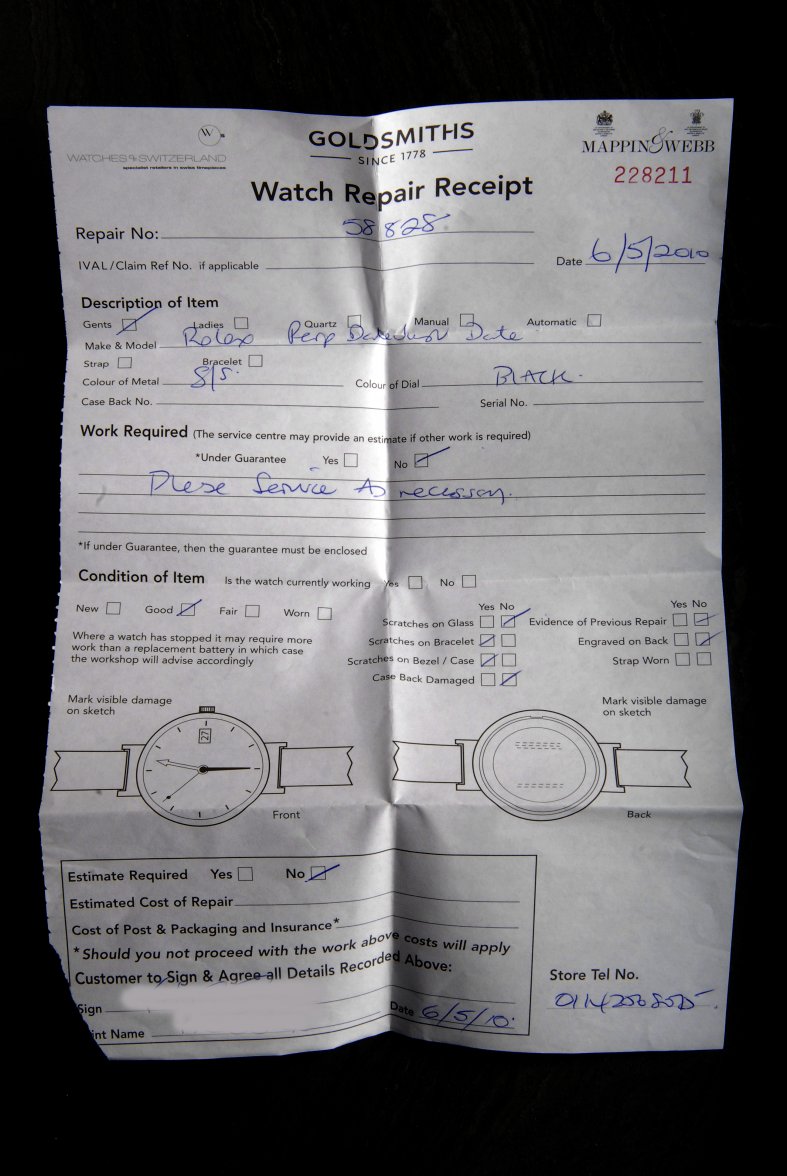 W
WATCHES OF SWITZERLAND
specialist retailers in swiss timepieces
GOLDSMITHS
SINCE 1778
MAPPIN & WEBB
228211
Watch Repair Receipt
Repair No: 58828
IVAL/Claim Ref No. if applicable
Date 6/5/2010
Description of Item
Gents Ladies Quartz Manual Automatic
Make & Model Rolex Perp Datejust Date
Strap Bracelet
Colour of Metal S/S. Colour of Dial BLACK.
Case Back No. Serial No.
Work Required (The service centre may provide an estimate if other work is required)
*Under Guarantee Yes No
Plese Service As necessary.
*If under Guarantee, then the guarantee must be enclosed
Condition of Item Is the watch currently working Yes No
New Good Fair Worn
Yes No
Scratches on Glass
Scratches on Bracelet
Scratches on Bezel / Case
Case Back Damaged
Yes No
Evidence of Previous Repair
Engraved on Back
Strap Worn
Where a watch has stopped it may require more
work than a replacement battery in which case
the workshop will advise accordingly
Mark visible damage
on sketch
27
Front
Mark visible damage
on sketch
Back
Estimate Required Yes No
Estimated Cost of Repair
Cost of Post & Packaging and Insurance*
*Should you not proceed with the work above costs will apply
Customer to Sign & Agree all Details Recorded Above:
Sign Date 6/5/10.
int Name
Store Tel No.